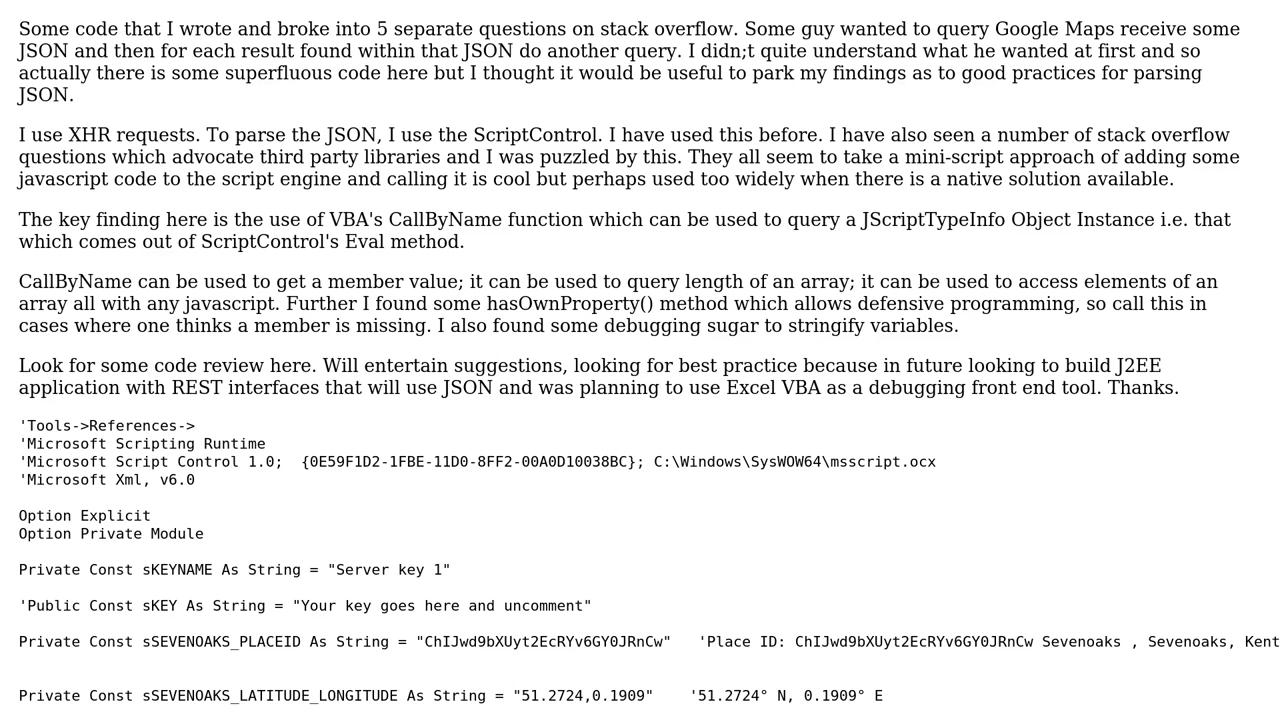 Some code that I wrote and broke into 5 separate questions on stack overflow. Some guy wanted to query Google Maps receive some
JSON and then for each result found within that JSON do another query. I didn;t quite understand what he wanted at first and so
actually there is some superfluous code here but I thought it would be useful to park my findings as to good practices for parsing
JSON.
I use XHR requests. To parse the JSON, I use the ScriptControl. I have used this before. I have also seen a number of stack overflow
questions which advocate third party libraries and I was puzzled by this. They all seem to take a mini-script approach of adding some
javascript code to the script engine and calling it is cool but perhaps used too widely when there is a native solution available.
The key finding here is the use of VBA's CallByName function which can be used to query a JScriptTypeInfo Object Instance i.e. that
which comes out of ScriptControl's Eval method.
CallByName can be used to get a member value; it can be used to query length of an array; it can be used to access elements of an
array all with any javascript. Further I found some hasOwnProperty() method which allows defensive programming, so call this in
cases where one thinks a member is missing. I also found some debugging sugar to stringify variables.
Look for some code review here. Will entertain suggestions, looking for best practice because in future looking to build J2EE
application with REST interfaces that will use JSON and was planning to use Excel VBA as a debugging front end tool. Thanks.
'Tools->References->
'Microsoft Scripting Runtime
'Microsoft Script Control 1.0;  {0E59F1D2-1FBE-11D0-8FF2-00A0D10038BC}; C:\Windows\SysWOW64\msscript.ocx
'Microsoft Xml, v6.0
Option Explicit
Option Private Module
Private Const sKEYNAME As String = "Server key 1"
'Public Const sKEY As String = "Your key goes here and uncomment"
Private Const sSEVENOAKS_PLACEID As String = "ChIJwd9bXUyt2EcRYv6GY0JRnCw"   'Place ID: ChIJwd9bXUyt2EcRYv6GY0JRnCw Sevenoaks , Sevenoaks, Kent
Private Const sSEVENOAKS_LATITUDE_LONGITUDE As String = "51.2724,0.1909"    '51.2724° N, 0.1909° E